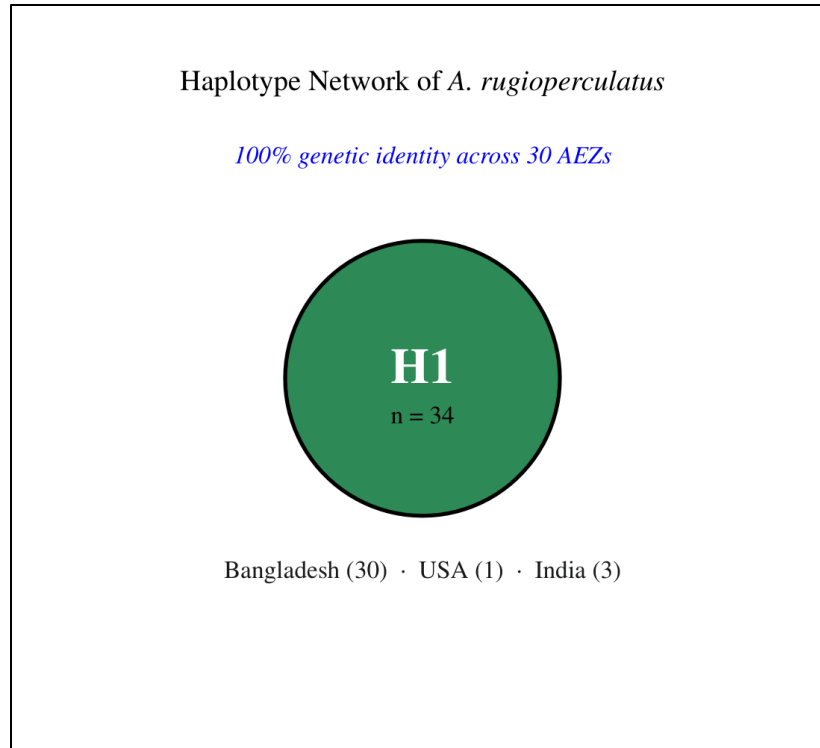 Haplotype Network of A. rugioperculatus
100% genetic identity across 30 AEZs
H1
n = 34
Bangladesh (30) · USA (1) · India (3)